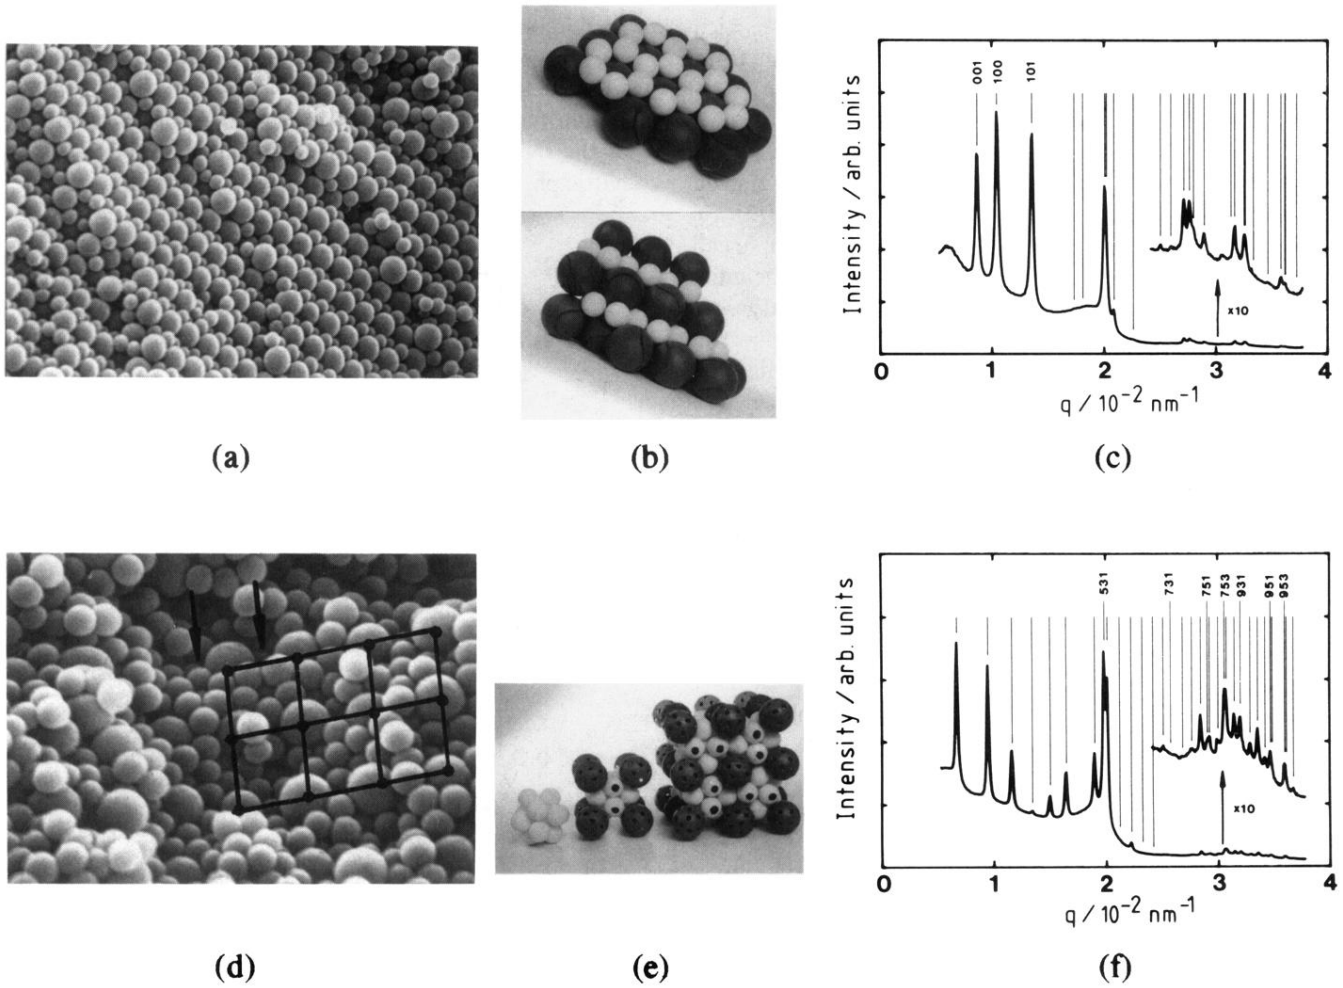 001
100
101
Intensity / arb. units
x10
0
1
2
3
4
q / 10⁻² nm⁻¹
(a)
(b)
(c)
531
731
751
753
931
951
953
Intensity / arb. units
x10
0
1
2
3
4
q / 10⁻² nm⁻¹
(d)
(e)
(f)